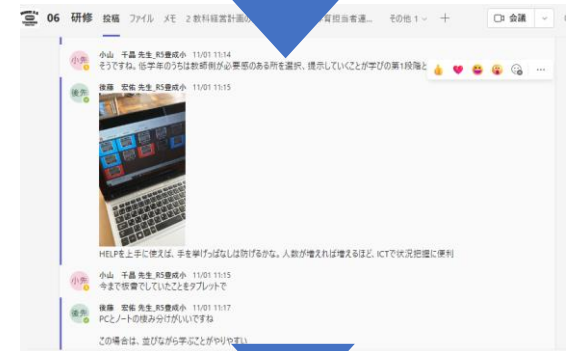 06 研修 投稿 ファイル メモ 2 教科経営計画の 育担当者連... その他 1 会議
小山 千晶 先生_R5豊成小 11/01 11:14
そうですね。低学年のうちは教師側が必要感のある所を選択、提示していくことが学びの第1段階と
後藤 宏佑 先生_R5豊成小 11/01 11:15
HELPを上手に使えば、手を挙げっぱなしは防げるかな。人数が増えれば増えるほど、ICTで状況把握に便利
小山 千晶 先生_R5豊成小 11/01 11:15
今まで板書でしていたことをタブレットで
後藤 宏佑 先生_R5豊成小 11/01 11:17
PCとノートの棲み分けがいいですね
この場合は、並びながら学ぶことがやりやすい